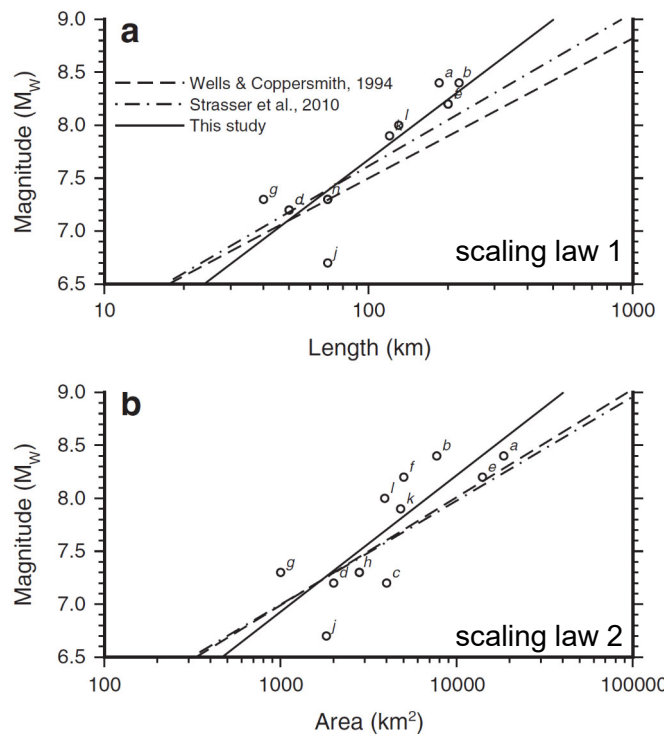 9.0
a
a
b
Wells & Coppersmith, 1994
8.5
Strasser et al., 2010
e
This study
8.0
l
Magnitude (MW)
7.5
g
h
d
7.0
j
scaling law 1
6.5
10
100
1000
Length (km)
9.0
b
8.5
b
a
f
e
8.0
l
k
Magnitude (MW)
7.5
g
h
d
c
7.0
j
scaling law 2
6.5
100
1000
10000
100000
Area (km2)